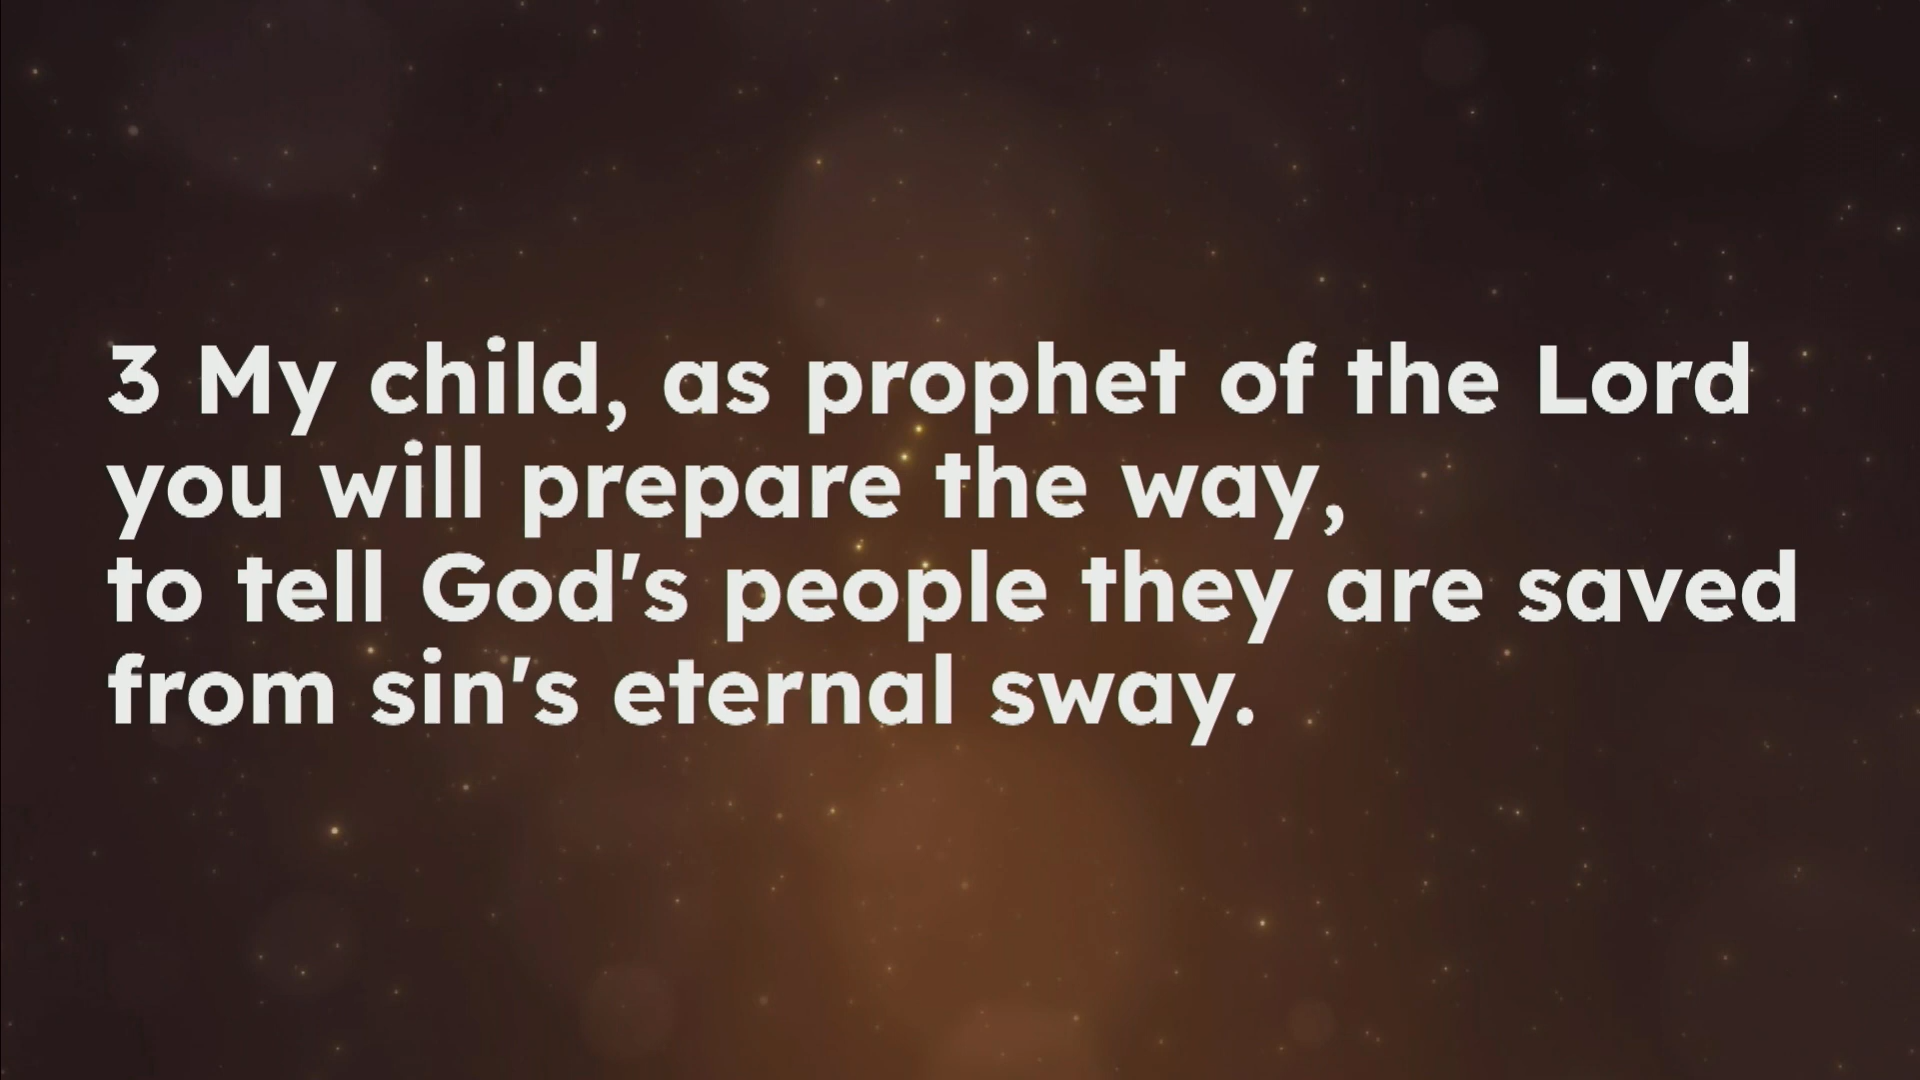 3 My child, as prophet of the Lord
you will prepare the way,
to tell God's people they are saved
from sin's eternal sway.